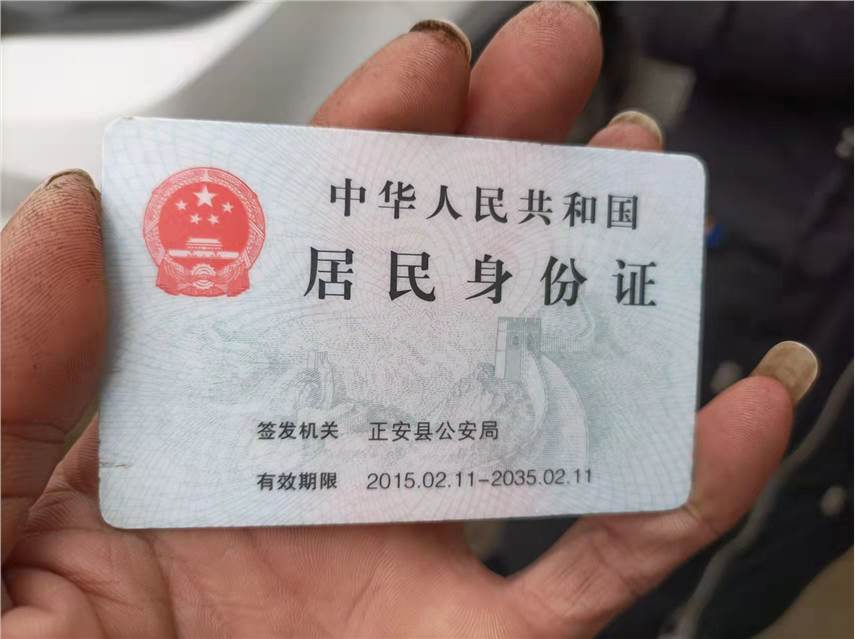 中华人民共和国
居民身份证
签发机关 正安县公安局
有效期限 2015.02.11-2035.02.11